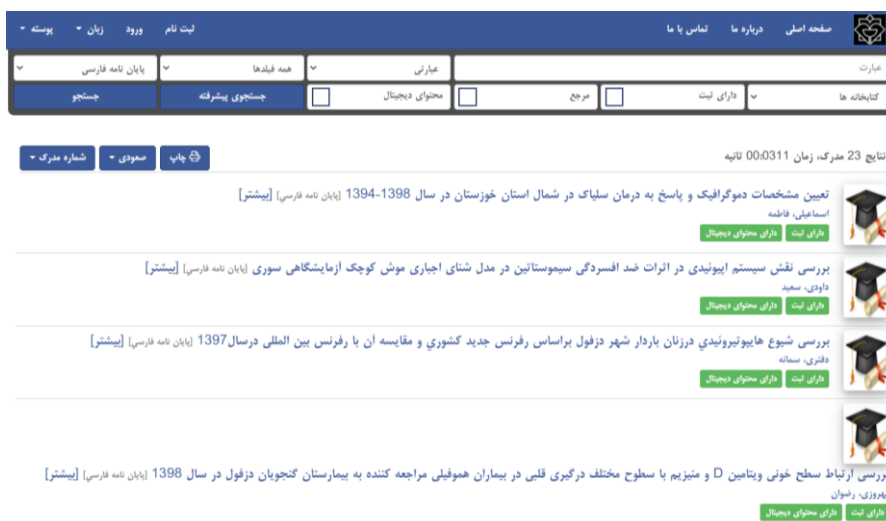 صفحه اصلی درباره ما تماس با ما ثبت نام ورود زبان پوسته
عبارت عبارتی همه فیلدها پایان نامه فارسی
کتابخانه ها دارای ثبت مرجع محتوای دیجیتال جستجوی پیشرفته جستجو
نتایج 23 مدرک، زمان 00:0311 ثانیه چاپ صعودی شماره مدرک
تعیین مشخصات دموگرافیک و پاسخ به درمان سلیاک در شمال استان خوزستان در سال 1398-1394 [پایان نامه فارسی] [بیشتر]
اسماعیلی، فاطمه
دارای ثبت دارای محتوای دیجیتال
بررسی نقش سیستم اپیوئیدی در اثرات ضد افسردگی سیموستاتین در مدل شنای اجباری موش کوچک آزمایشگاهی سوری [پایان نامه فارسی] [بیشتر]
داودی، سعید
دارای ثبت دارای محتوای دیجیتال
بررسی شیوع هایپوتیروئیدي درزنان باردار شهر دزفول براساس رفرنس جدید کشوري و مقایسه آن با رفرنس بین المللی درسال1397 [پایان نامه فارسی] [بیشتر]
دفتری، سمانه
دارای ثبت دارای محتوای دیجیتال
بررسی ارتباط سطح خونی ویتامین D و منیزیم با سطوح مختلف درگیری قلبی در بیماران هموفیلی مراجعه کننده به بیمارستان گنجویان دزفول در سال 1398 [پایان نامه فارسی] [بیشتر]
بهروزی، رضوان
دارای ثبت دارای محتوای دیجیتال